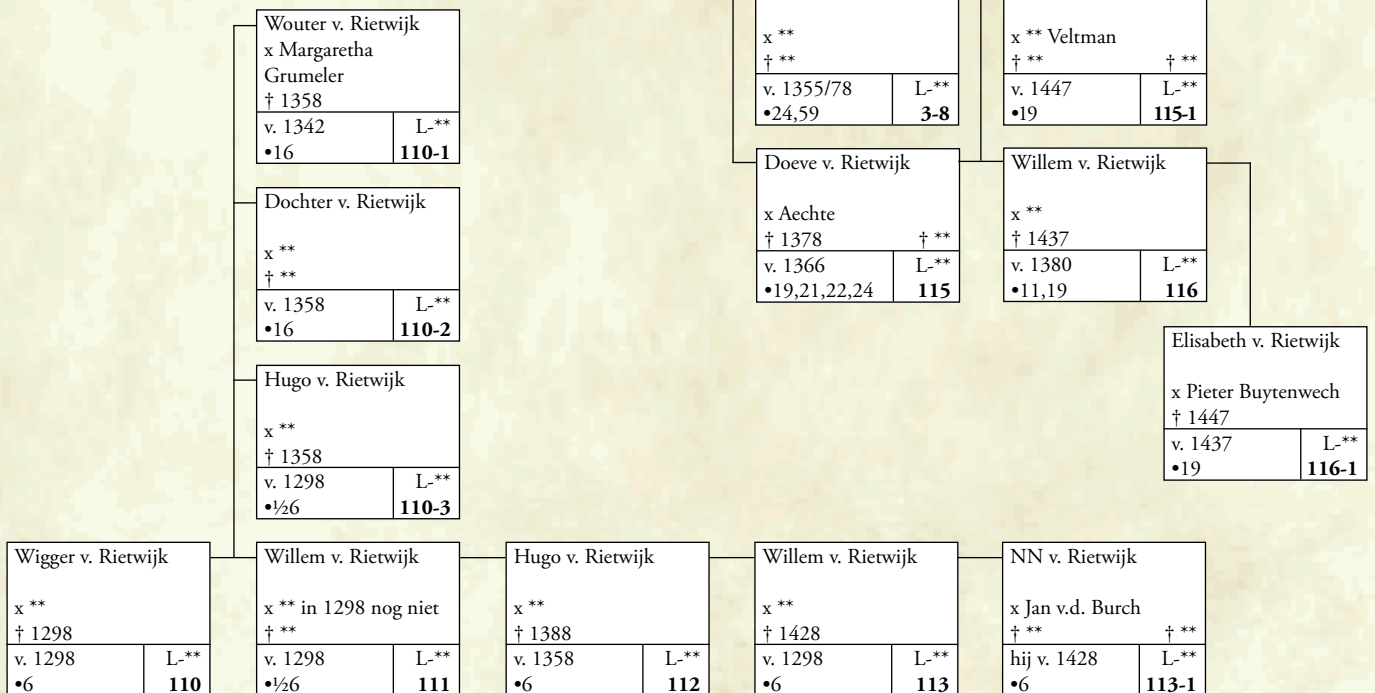 Wouter v. Rietwijk
x Margaretha
Grumeler
† 1358
v. 1342 L-**
•16 110-1
Dochter v. Rietwijk
x **
† **
v. 1358 L-**
•16 110-2
Hugo v. Rietwijk
x **
† 1358
v. 1298 L-**
•½6 110-3
x **
† **
v. 1355/78 L-**
•24,59 3-8
x ** Veltman
† ** † **
v. 1447 L-**
•19 115-1
Doeve v. Rietwijk
x Aechte
† 1378 † **
v. 1366 L-**
•19,21,22,24 115
Willem v. Rietwijk
x **
† 1437
v. 1380 L-**
•11,19 116
Elisabeth v. Rietwijk
x Pieter Buytenwech
† 1447
v. 1437 L-**
•19 116-1
Wigger v. Rietwijk
x **
† 1298
v. 1298 L-**
•6 110
Willem v. Rietwijk
x ** in 1298 nog niet
† **
v. 1298 L-**
•½6 111
Hugo v. Rietwijk
x **
† 1388
v. 1358 L-**
•6 112
Willem v. Rietwijk
x **
† 1428
v. 1298 L-**
•6 113
NN v. Rietwijk
x Jan v.d. Burch
† ** † **
hij v. 1428 L-**
•6 113-1